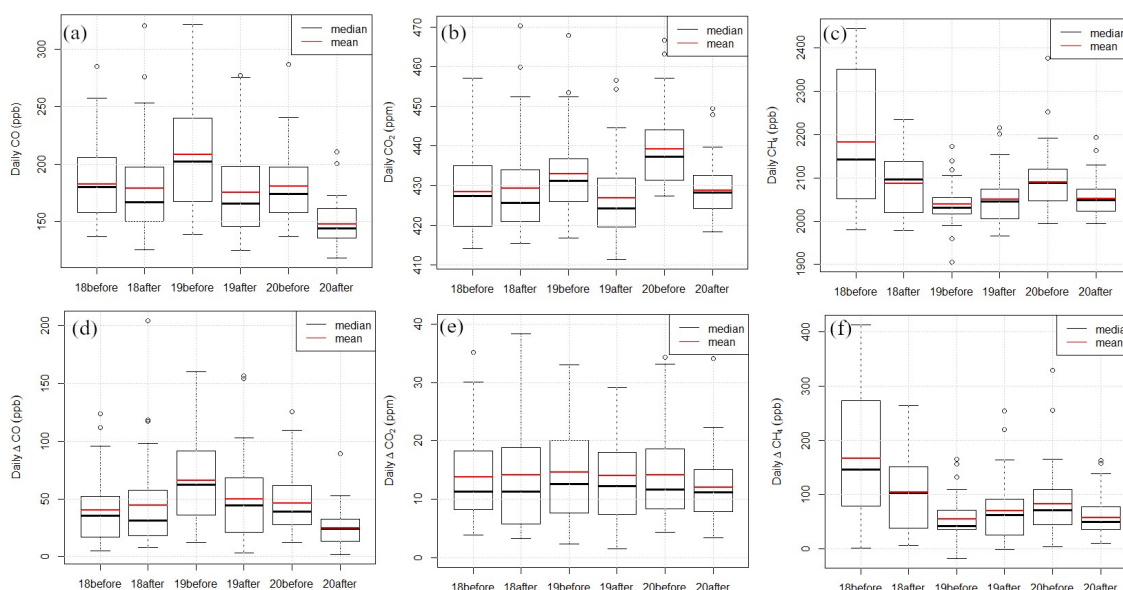 (a)
median
mean
Daily CO (ppb)
300
250
200
150
18before 18after 19before 19after 20before 20after
(b)
median
mean
Daily CO₂ (ppm)
470
460
450
440
430
420
410
18before 18after 19before 19after 20before 20after
(c)
median
mean
Daily CH₄ (ppb)
2400
2200
2100
2000
1900
18before 18after 19before 19after 20before 20after
(d)
median
mean
Daily Δ CO (ppb)
200
150
100
50
0
18before 18after 19before 19after 20before 20after
(e)
median
mean
Daily Δ CO₂ (ppm)
40
30
20
10
0
18before 18after 19before 19after 20before 20after
(f)
median
mean
Daily Δ CH₄ (ppb)
400
300
200
100
0
18before 18after 19before 19after 20before 20after